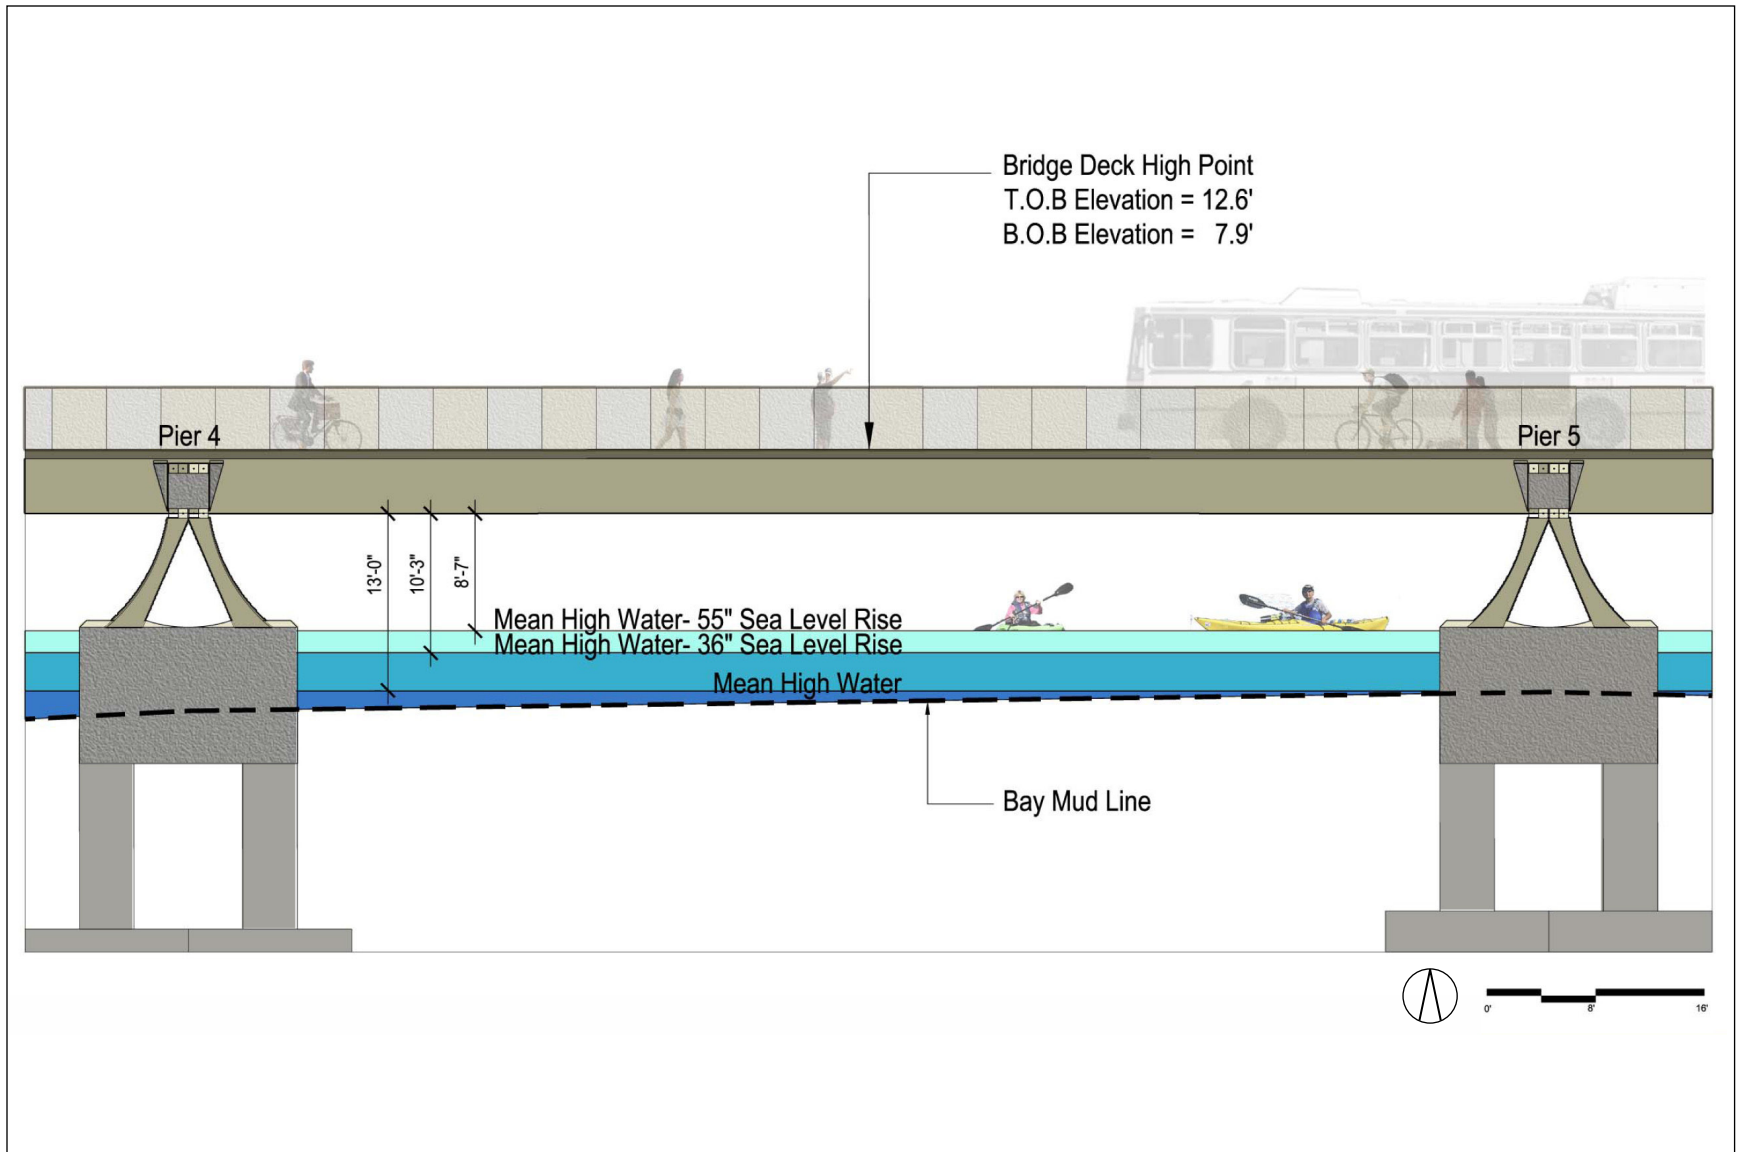 Bridge Deck High Point
T.O.B Elevation = 12.6'
B.O.B Elevation = 7.9'
Pier 4
Pier 5
13'-0"
10'-3"
8'-7"
Mean High Water- 55" Sea Level Rise
Mean High Water- 36" Sea Level Rise
Mean High Water
Bay Mud Line
0'
8'
16'